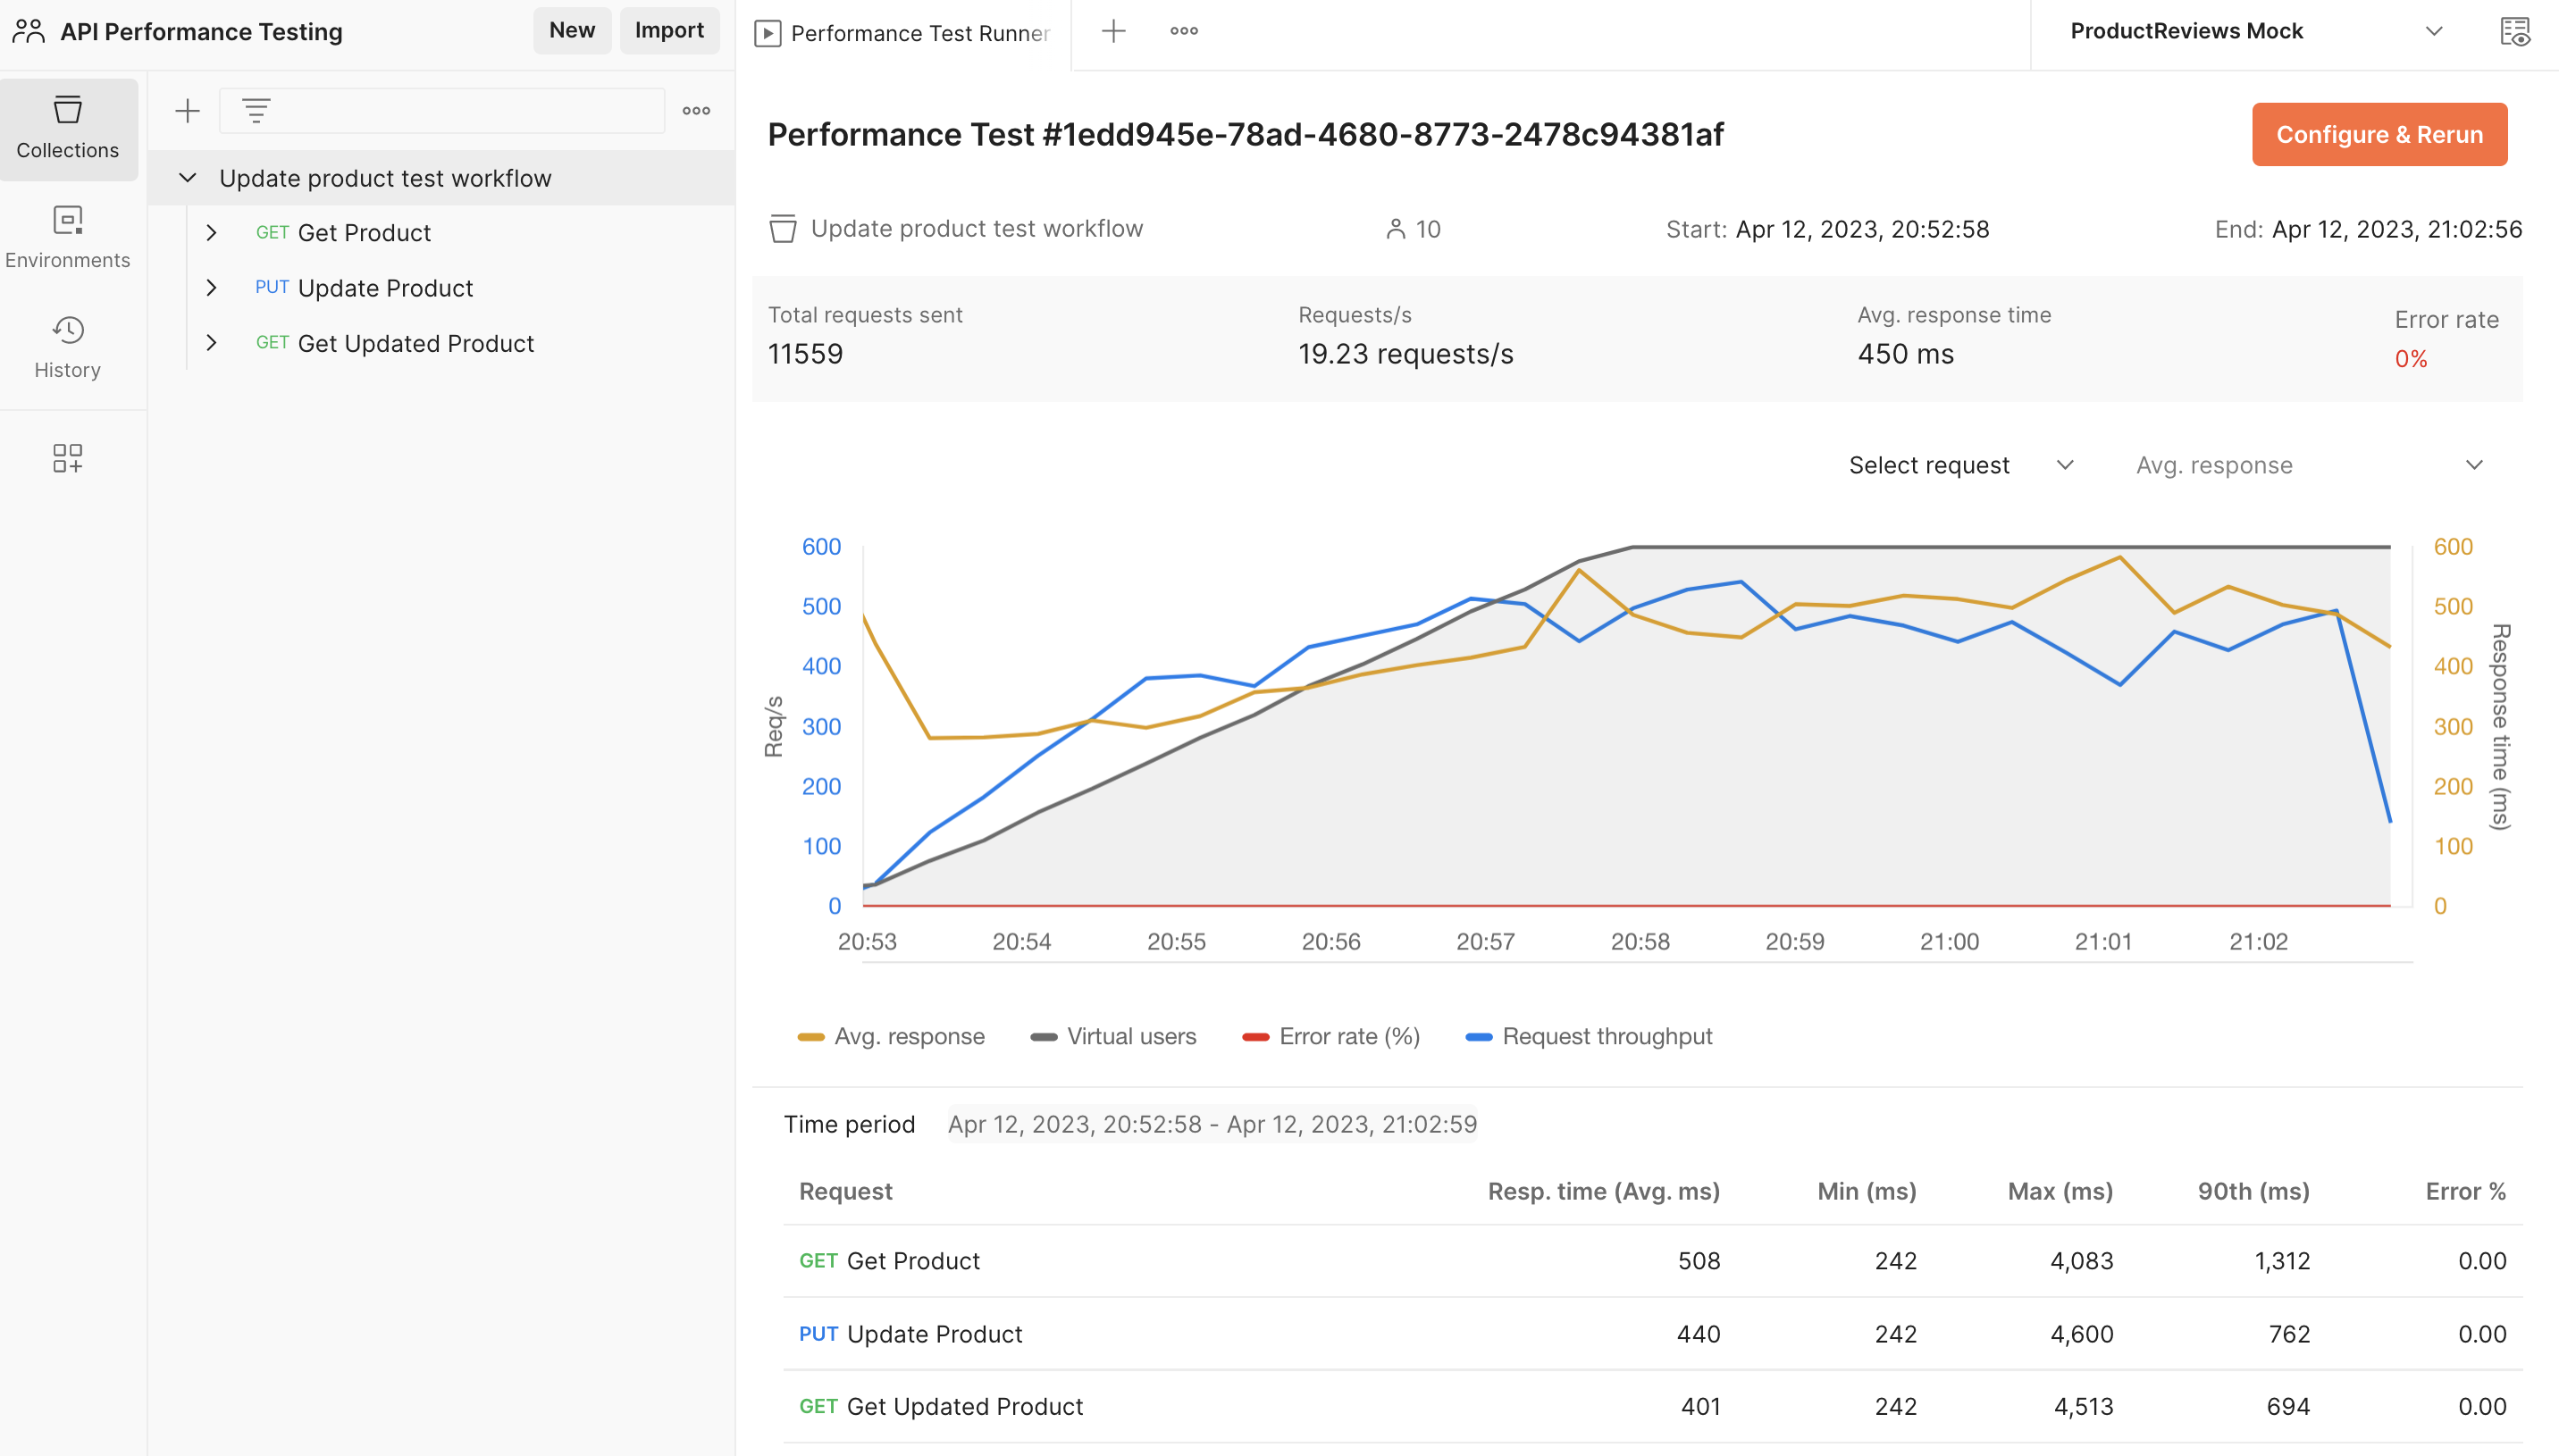 API Performance Testing
New
Import
Performance Test Runner
ProductReviews Mock
Collections
Environments
History
Update product test workflow
GET Get Product
PUT Update Product
GET Get Updated Product
Performance Test #1edd945e-78ad-4680-8773-2478c94381af
Configure & Rerun
Update product test workflow
10
Start: Apr 12, 2023, 20:52:58
End: Apr 12, 2023, 21:02:56
Total requests sent
11559
Requests/s
19.23 requests/s
Avg. response time
450 ms
Error rate
0%
Select request
Avg. response
Req/s
600
500
400
300
200
100
0
600
500
400
300
200
100
0
Response time (ms)
20:53 20:54 20:55 20:56 20:57 20:58 20:59 21:00 21:01 21:02
Avg. response Virtual users Error rate (%) Request throughput
Time period Apr 12, 2023, 20:52:58 - Apr 12, 2023, 21:02:59
Request Resp. time (Avg. ms) Min (ms) Max (ms) 90th (ms) Error %
GET Get Product 508 242 4,083 1,312 0.00
PUT Update Product 440 242 4,600 762 0.00
GET Get Updated Product 401 242 4,513 694 0.00